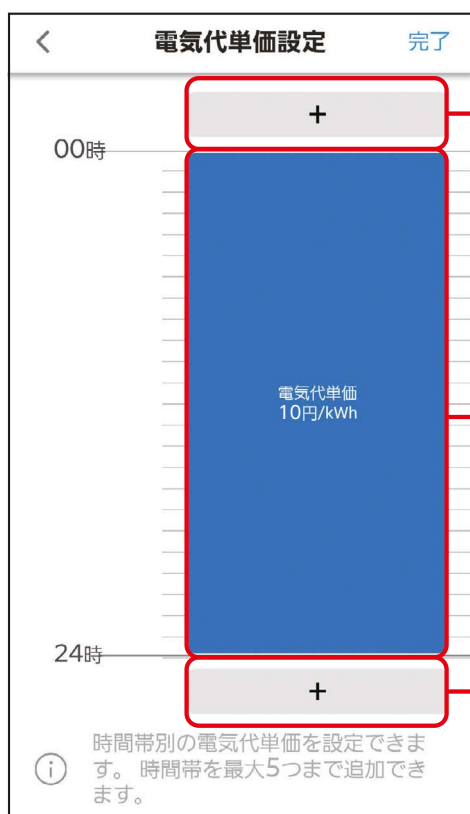 電気代単価設定 完了
+
00時
電気代単価
10円/kWh
24時
+
時間帯別の電気代単価を設定できま
す。 時間帯を最大5つまで追加でき
ます。